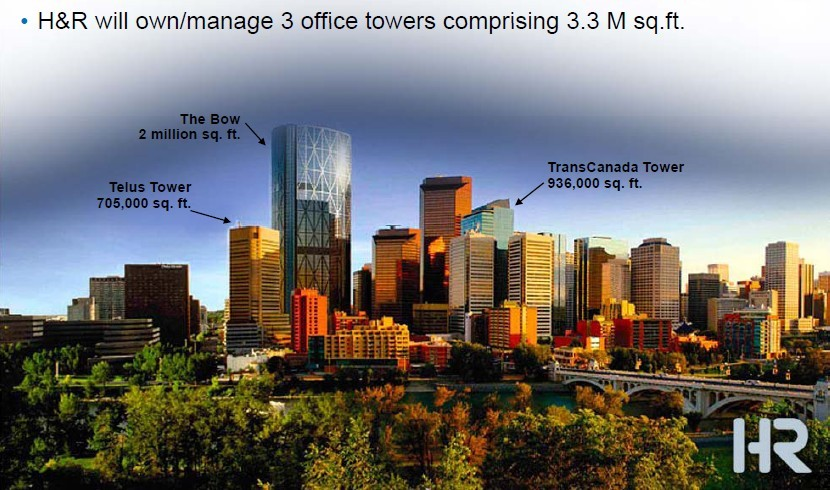 • H&R will own/manage 3 office towers comprising 3.3 M sq.ft.
The Bow
2 million sq. ft.
TransCanada Tower
936,000 sq. ft.
Telus Tower
705,000 sq. ft.
HR